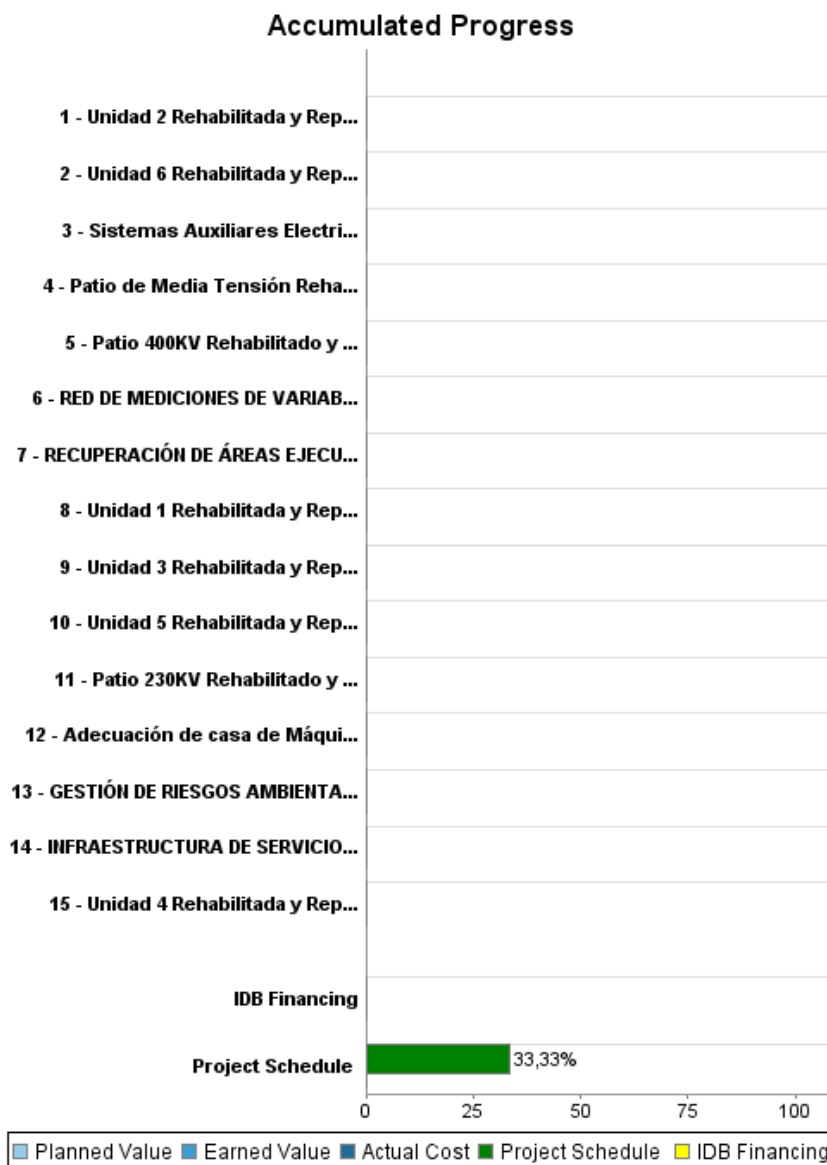 Accumulated Progress
1 - Unidad 2 Rehabilitada y Rep...
2 - Unidad 6 Rehabilitada y Rep...
3 - Sistemas Auxiliares Electri...
4 - Patio de Media Tensión Reha...
5 - Patio 400KV Rehabilitado y ...
6 - RED DE MEDICIONES DE VARIAB...
7 - RECUPERACIÓN DE ÁREAS EJECU...
8 - Unidad 1 Rehabilitada y Rep...
9 - Unidad 3 Rehabilitada y Rep...
10 - Unidad 5 Rehabilitada y Rep...
11 - Patio 230KV Rehabilitado y ...
12 - Adecuación de casa de Máqui...
13 - GESTIÓN DE RIESGOS AMBIENTA...
14 - INFRAESTRUCTURA DE SERVICIO...
15 - Unidad 4 Rehabilitada y Rep...
IDB Financing
Project Schedule 33,33%
0 25 50 75 100
Planned Value Earned Value Actual Cost Project Schedule IDB Financing